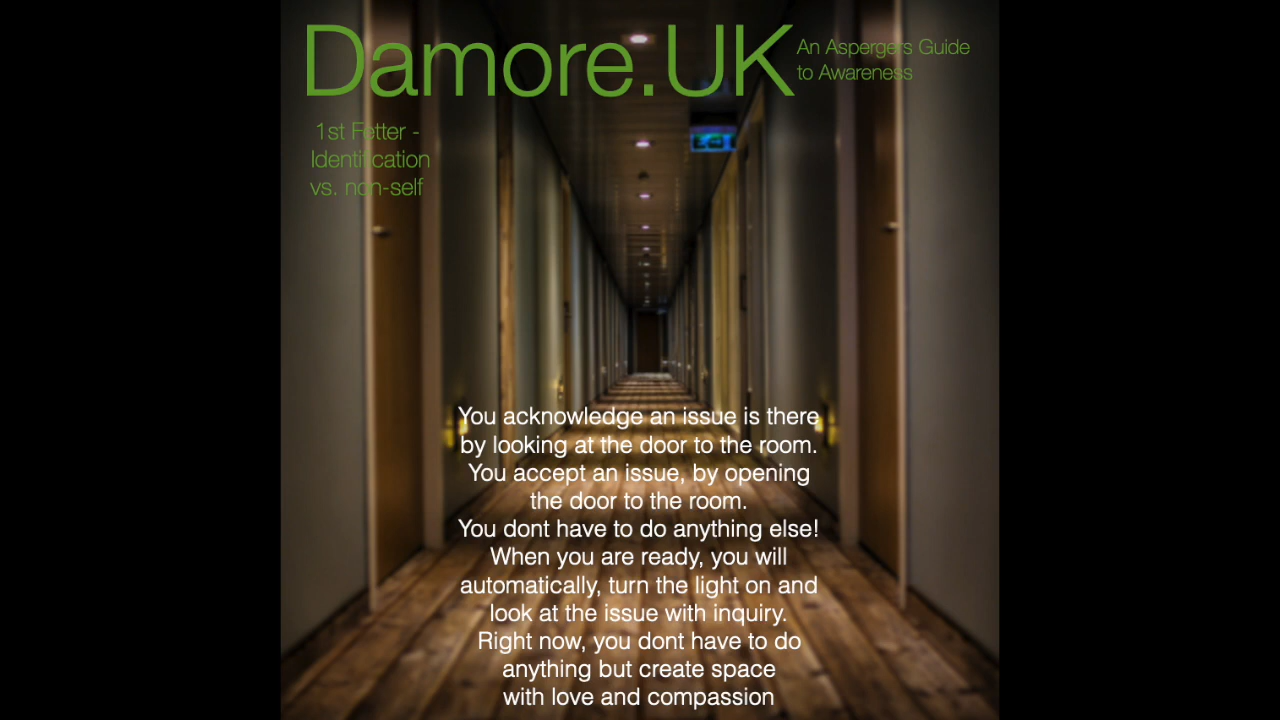 Damore.UK
An Aspergers Guide
to Awareness
1st Fetter -
Identification
vs. non-self
You acknowledge an issue is there
by looking at the door to the room.
You accept an issue, by opening
the door to the room.
You dont have to do anything else!
When you are ready, you will
automatically, turn the light on and
look at the issue with inquiry.
Right now, you dont have to do
anything but create space
with love and compassion